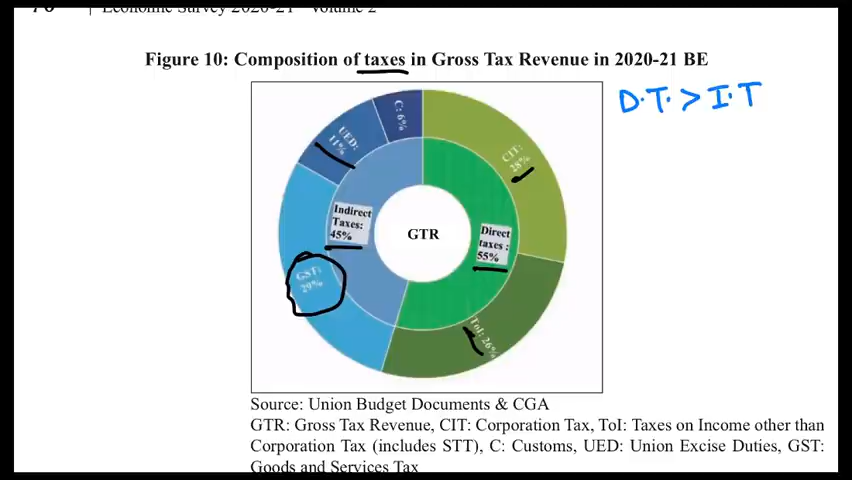 70 | Economic Survey 2020-21 Volume 2
Figure 10: Composition of taxes in Gross Tax Revenue in 2020-21 BE
D.T. > I.T
C: 6%
UED:
11%
CIT:
28%
Indirect
Taxes:
45%
GTR
Direct
taxes :
55%
GST:
29%
ToI: 26%
Source: Union Budget Documents & CGA
GTR: Gross Tax Revenue, CIT: Corporation Tax, ToI: Taxes on Income other than
Corporation Tax (includes STT), C: Customs, UED: Union Excise Duties, GST:
Goods and Services Tax